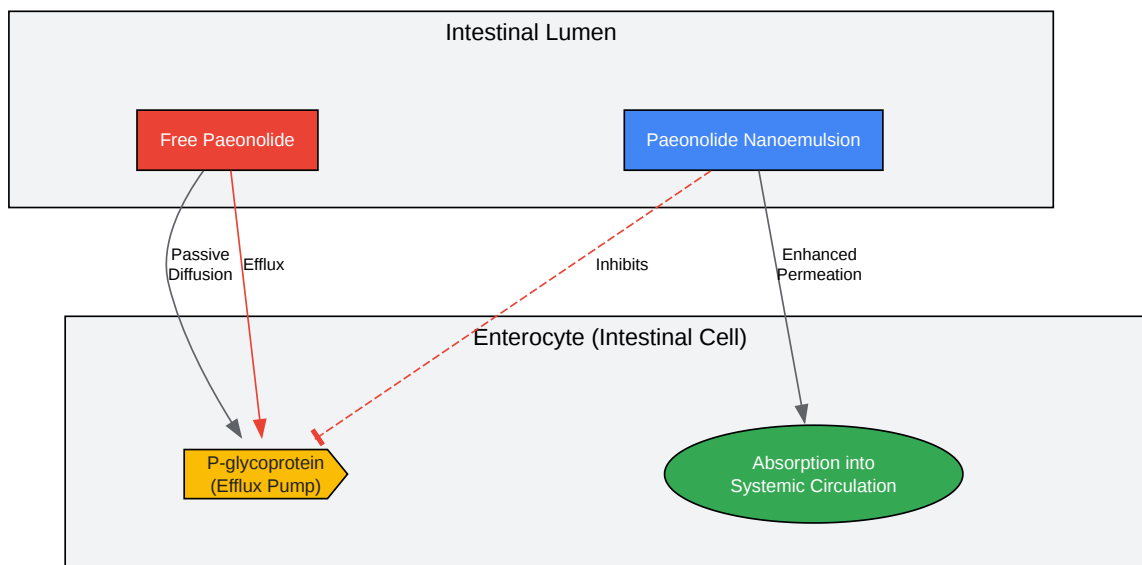 Intestinal Lumen
Free Paeonolide
Paeonolide Nanoemulsion
Passive
Diffusion
Efflux
Inhibits
Enhanced
Permeation
Enterocyte (Intestinal Cell)
P-glycoprotein
(Efflux Pump)
Absorption into
Systemic Circulation